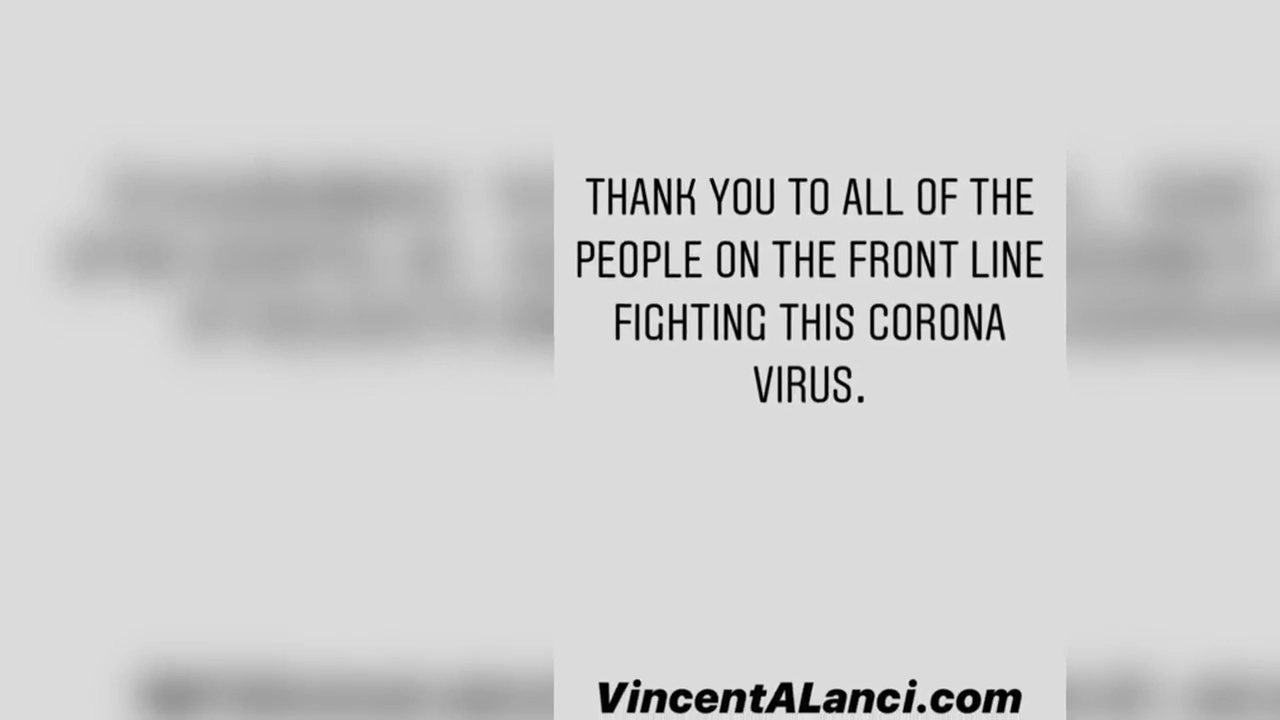 THANK YOU TO ALL OF THE
PEOPLE ON THE FRONT LINE
FIGHTING THIS CORONA
VIRUS.
VincentALanci.com